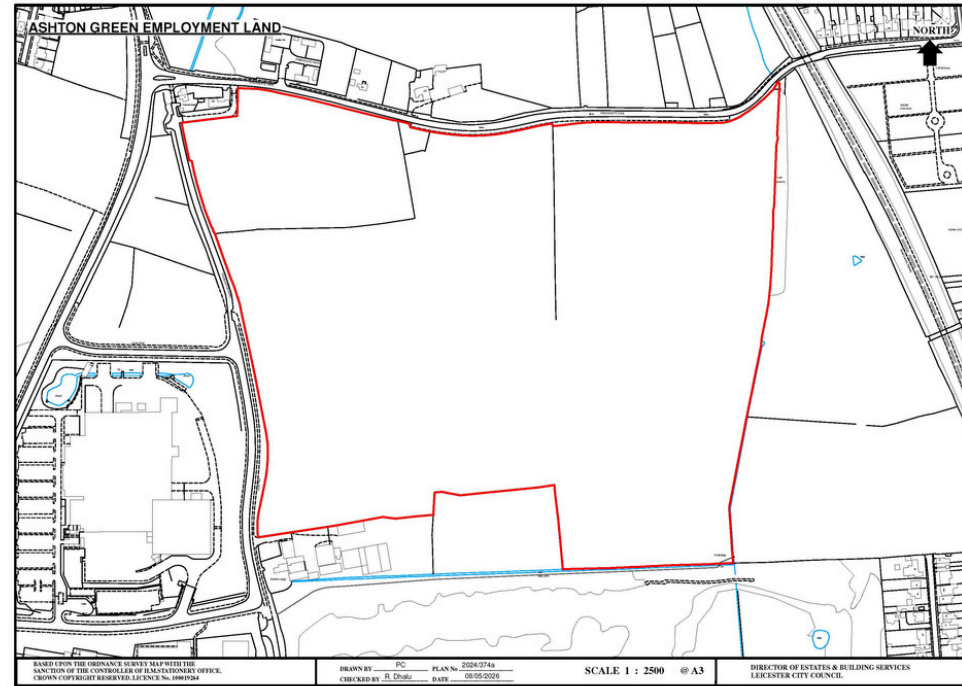 ASHTON GREEN EMPLOYMENT LAND
NORTH
BASED UPON THE ORDNANCE SURVEY MAP WITH THE
SANCTION OF THE CONTROLLER OF H.M.STATIONERY OFFICE.
CROWN COPYRIGHT RESERVED. LICENCE No. 100019264
DRAWN BY PC PLAN No 2024/374a
CHECKED BY R. Dhalu DATE 08/05/2026
SCALE 1 : 2500 @ A3
DIRECTOR OF ESTATES & BUILDING SERVICES
LEICESTER CITY COUNCIL